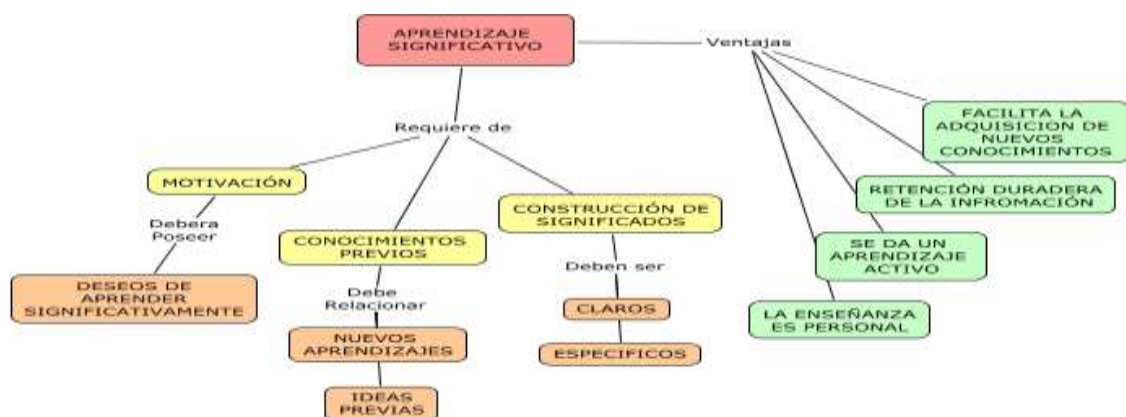 APRENDIZAJE
SIGNIFICATIVO
Ventajas
Requiere de
FACILITA LA
ADQUISICION DE
NUEVOS
CONOCIMIENTOS
MOTIVACIÓN
RETENCIÓN DURADERA
DE LA INFROMACIÓN
Debera
Poseer
CONSTRUCCIÓN DE
SIGNIFICADOS
CONOCIMIENTOS
PREVIOS
SE DA UN
APRENDIZAJE
ACTIVO
Deben ser
DESEOS DE
APRENDER
SIGNIFICATIVAMENTE
Debe
Relacionar
CLAROS
LA ENSEÑANZA
ES PERSONAL
NUEVOS
APRENDIZAJES
ESPECIFICOS
IDEAS
PREVIAS